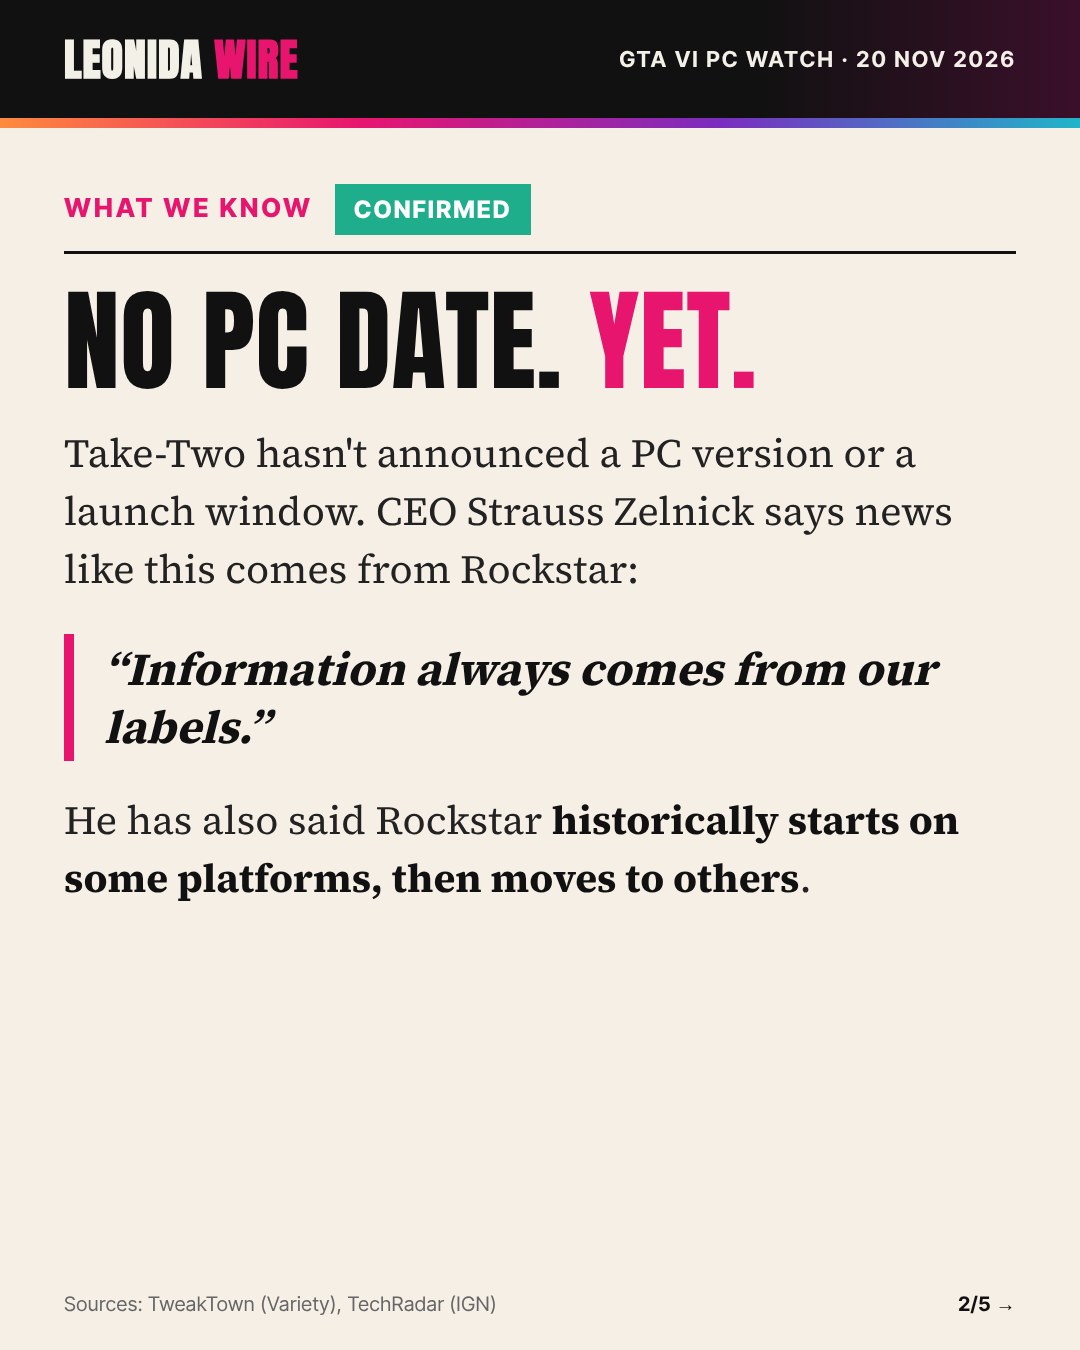 LEONIDA WIRE
GTA VI PC WATCH · 20 NOV 2026
WHAT WE KNOW
CONFIRMED
NO PC DATE. YET.
Take-Two hasn't announced a PC version or a
launch window. CEO Strauss Zelnick says news
like this comes from Rockstar:
“Information always comes from our
labels.”
He has also said Rockstar historically starts on
some platforms, then moves to others.
Sources: TweakTown (Variety), TechRadar (IGN)
2/5 →